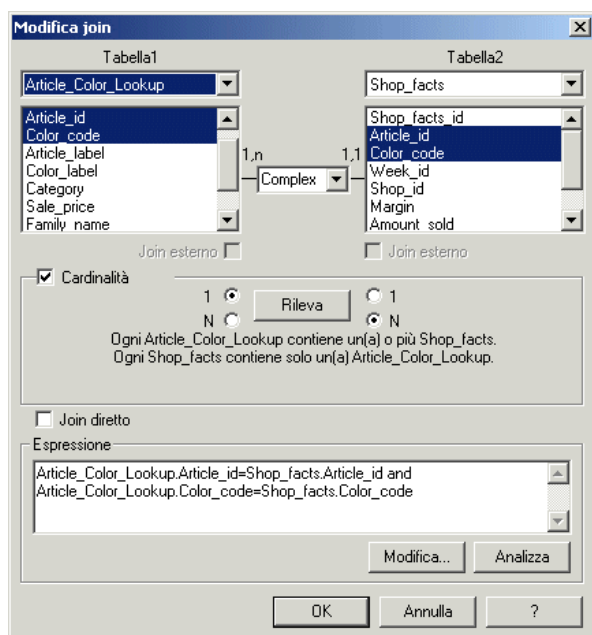 Modifica join
Tabella1
Tabella2
Article_Color_Lookup
Shop_facts
Article_id
Color_code
Article_label
Color_label
Category
Sale_price
Family_name
1,n
Complex
1,1
Shop_facts_id
Article_id
Color_code
Week_id
Shop_id
Margin
Amount_sold
Join esterno
Join esterno
Cardinalità
1
N
Rileva
1
N
Ogni Article_Color_Lookup contiene un(a) o più Shop_facts.
Ogni Shop_facts contiene solo un(a) Article_Color_Lookup.
Join diretto
Espressione
Article_Color_Lookup.Article_id=Shop_facts.Article_id and
Article_Color_Lookup.Color_code=Shop_facts.Color_code
Modifica... Analizza
OK Annulla ?